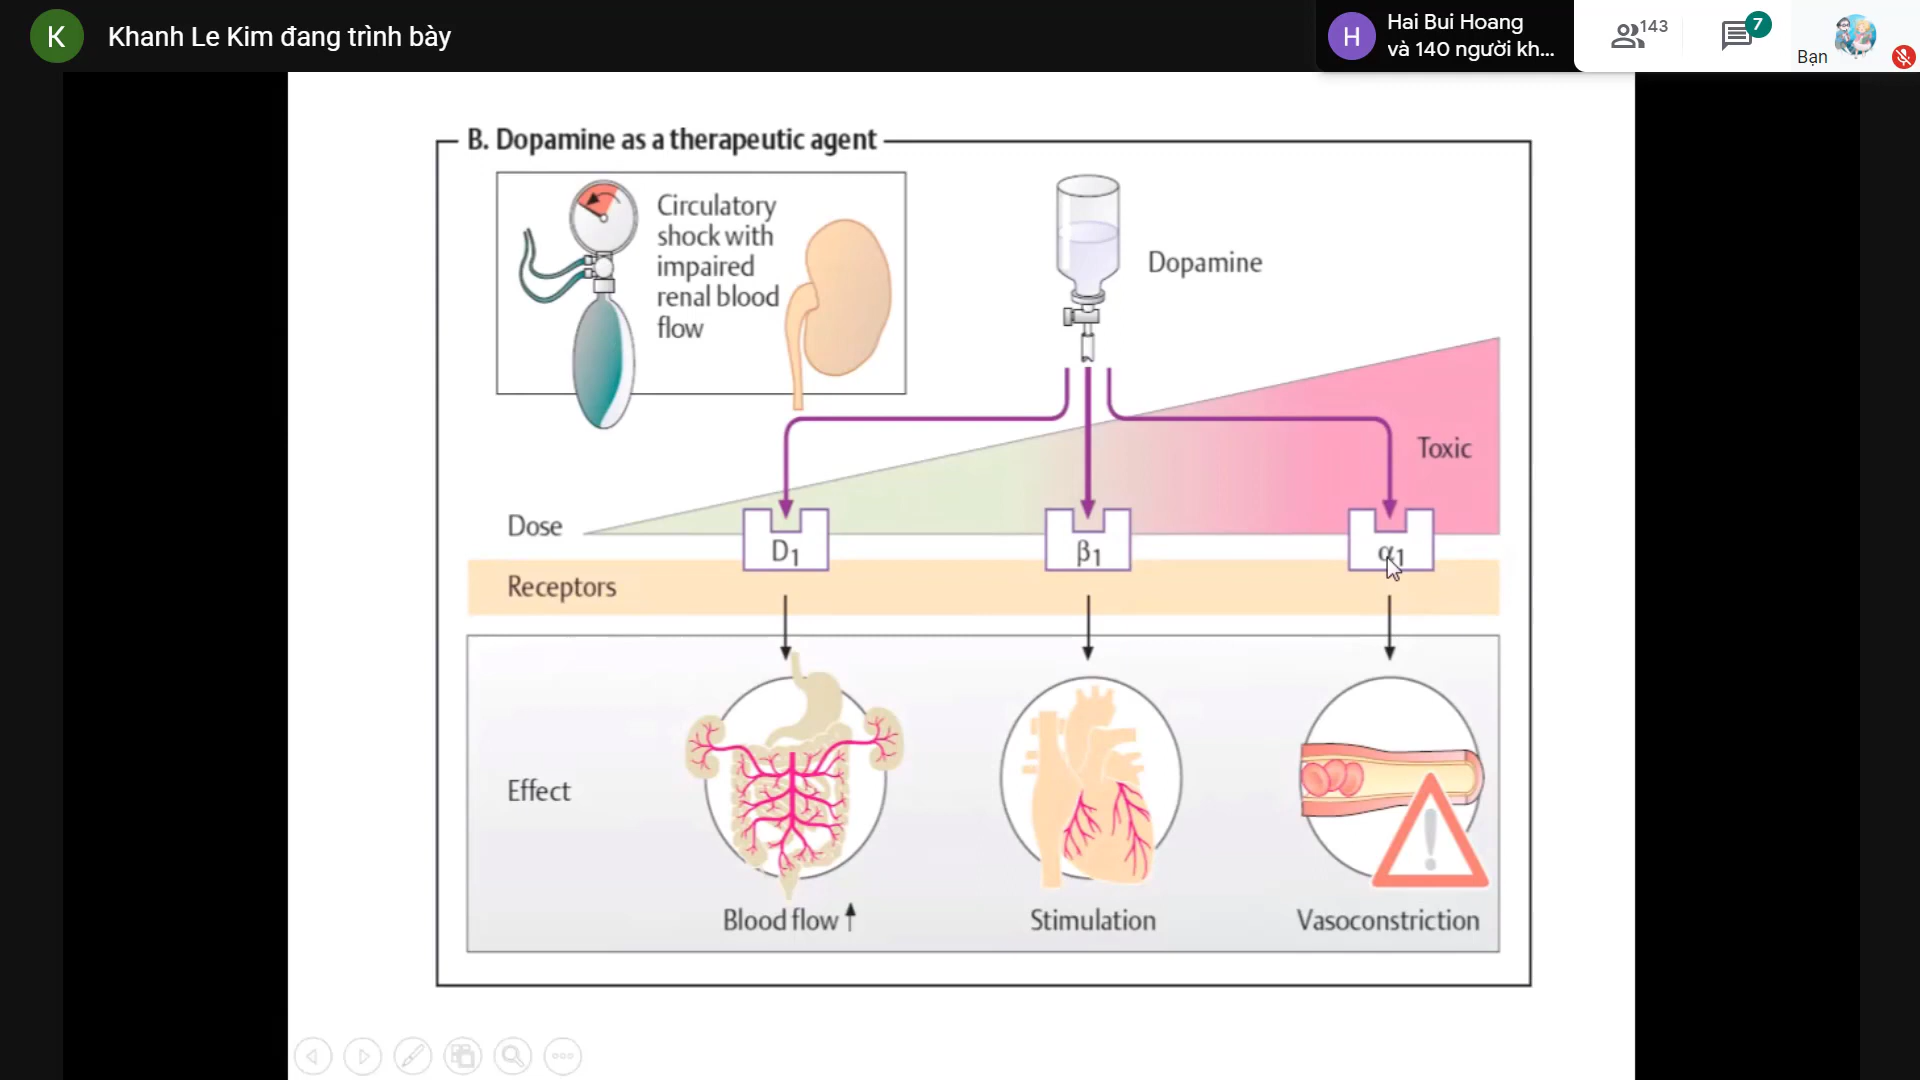 K
Khanh Le Kim đang trình bày
H
Hai Bui Hoang
và 140 người kh...
143
7
Bạn
B. Dopamine as a therapeutic agent
Circulatory
shock with
impaired
renal blood
flow
Dopamine
Toxic
Dose
D1
β1
α1
Receptors
Effect
Blood flow ↑
Stimulation
Vasoconstriction